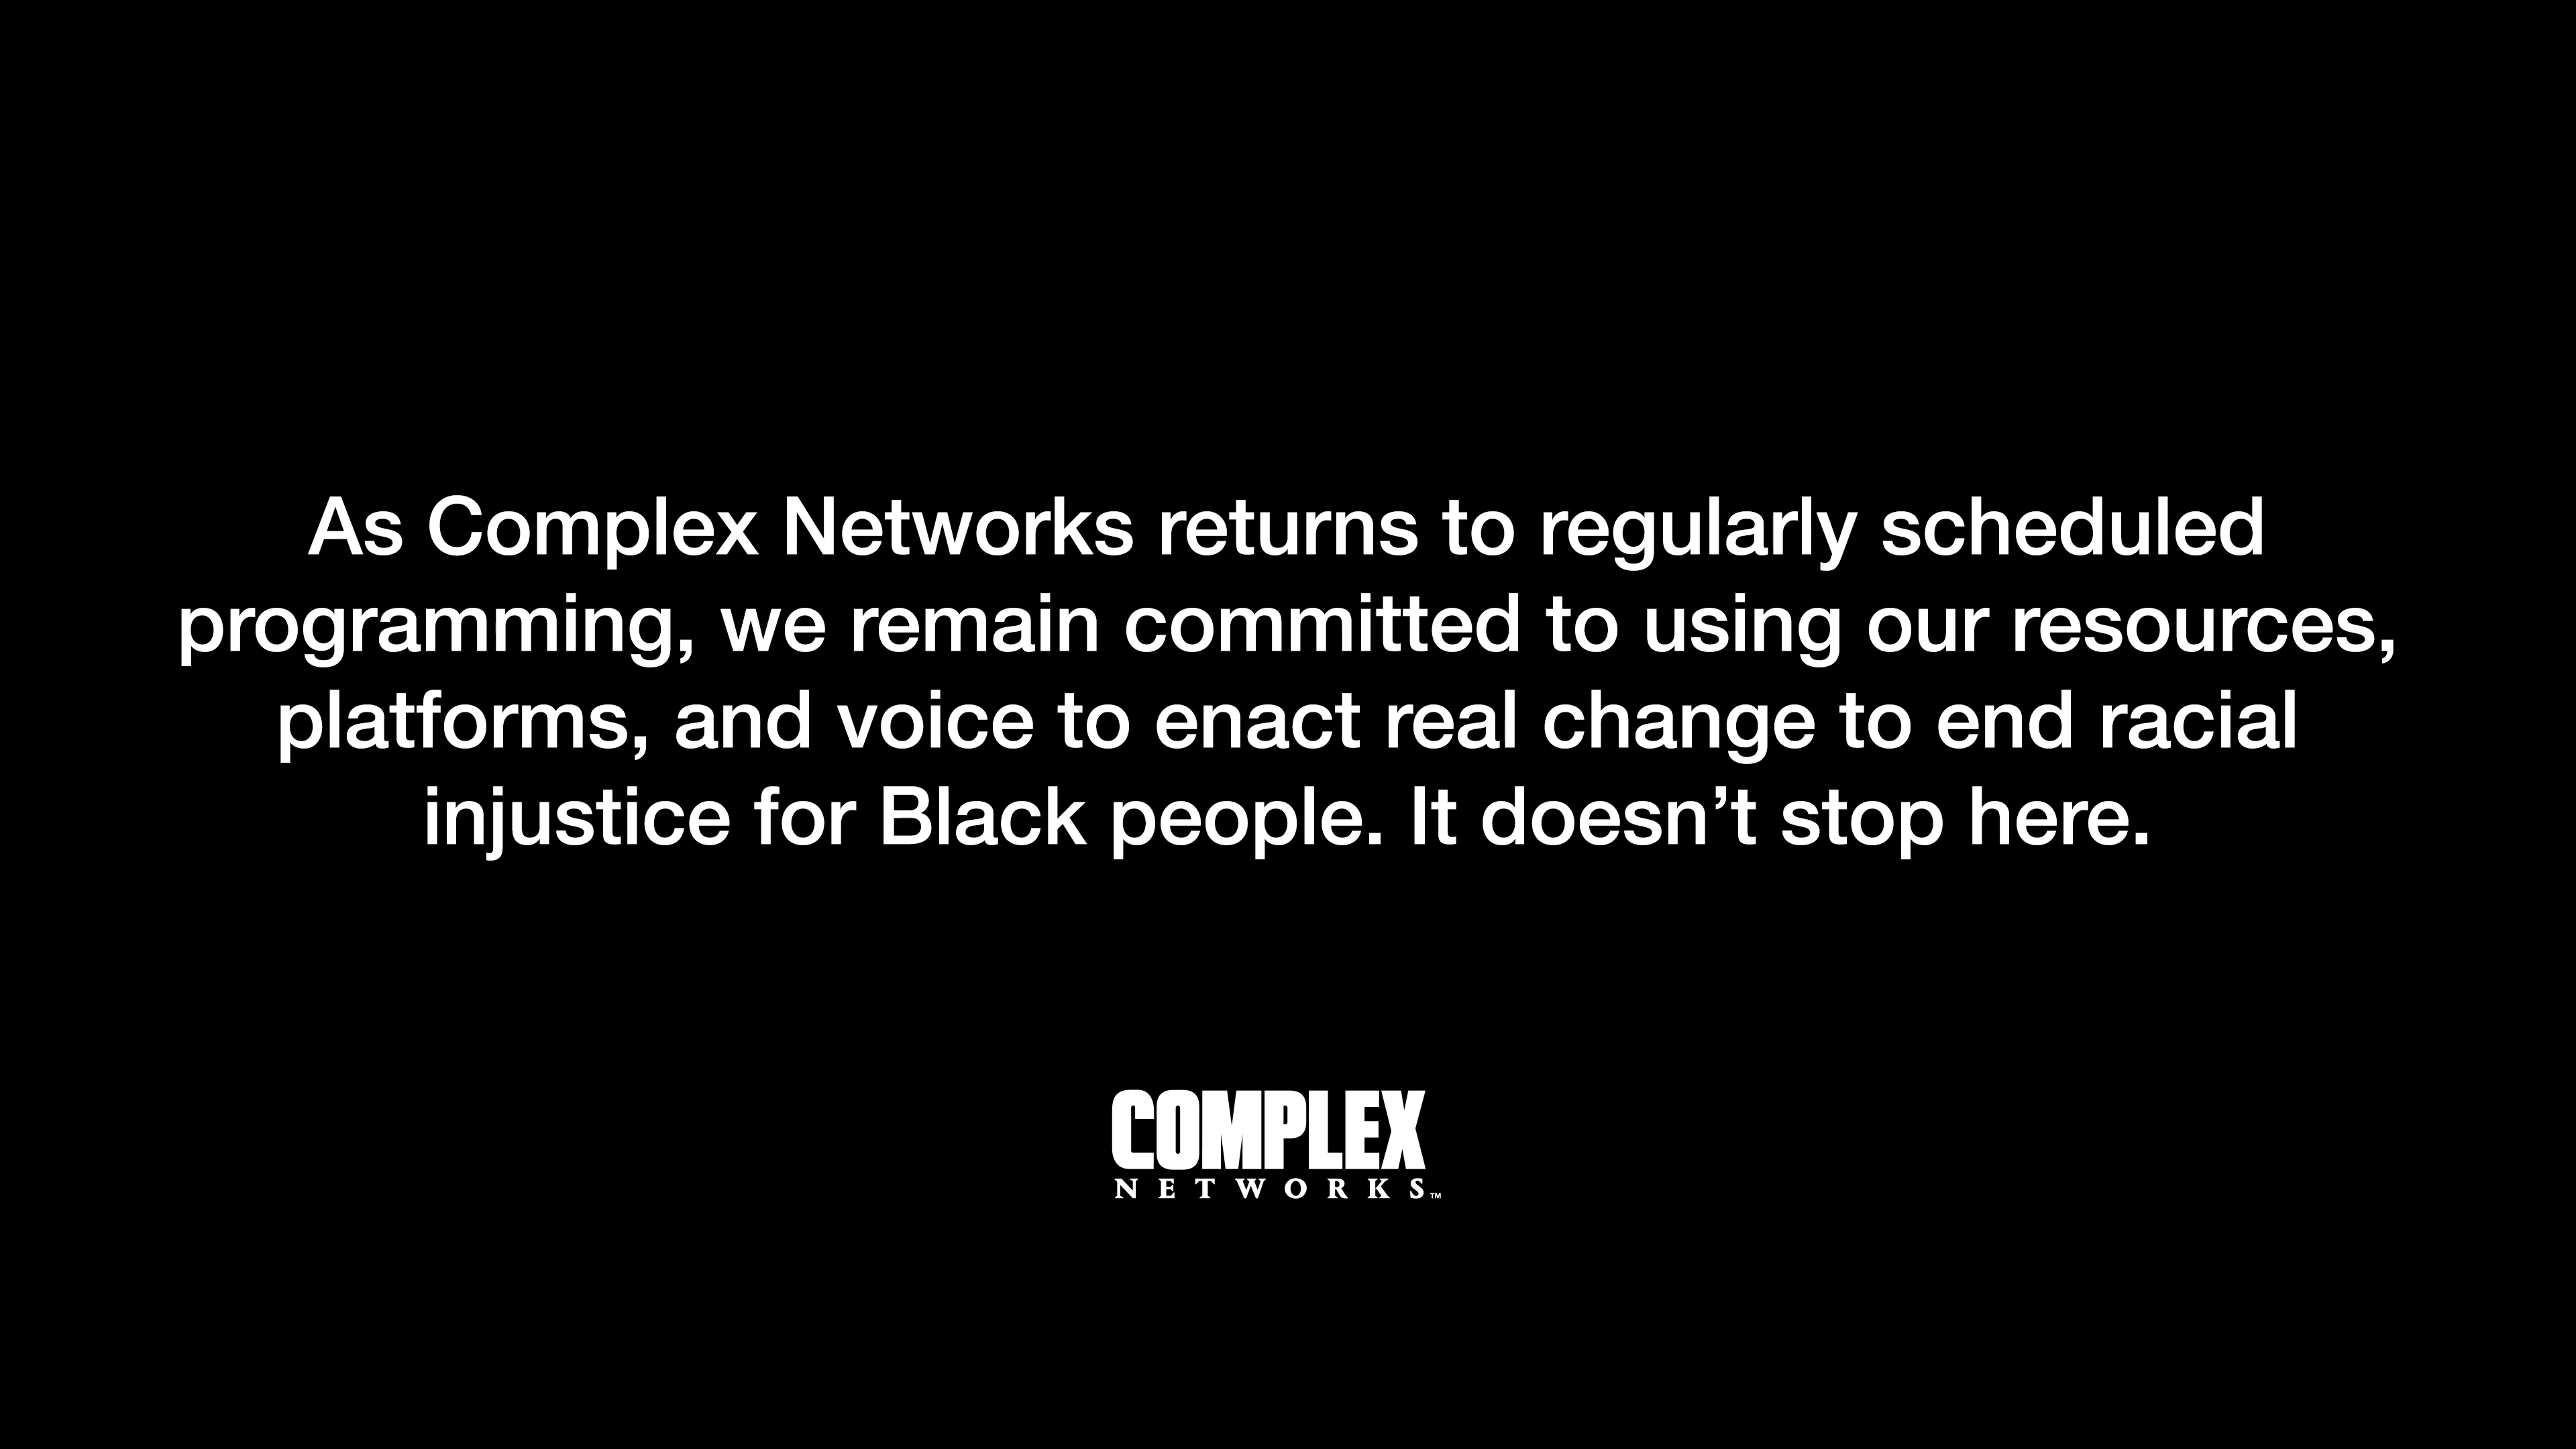 As Complex Networks returns to regularly scheduled
programming, we remain committed to using our resources,
platforms, and voice to enact real change to end racial
injustice for Black people. It doesn’t stop here.
COMPLEX
NETWORKS™